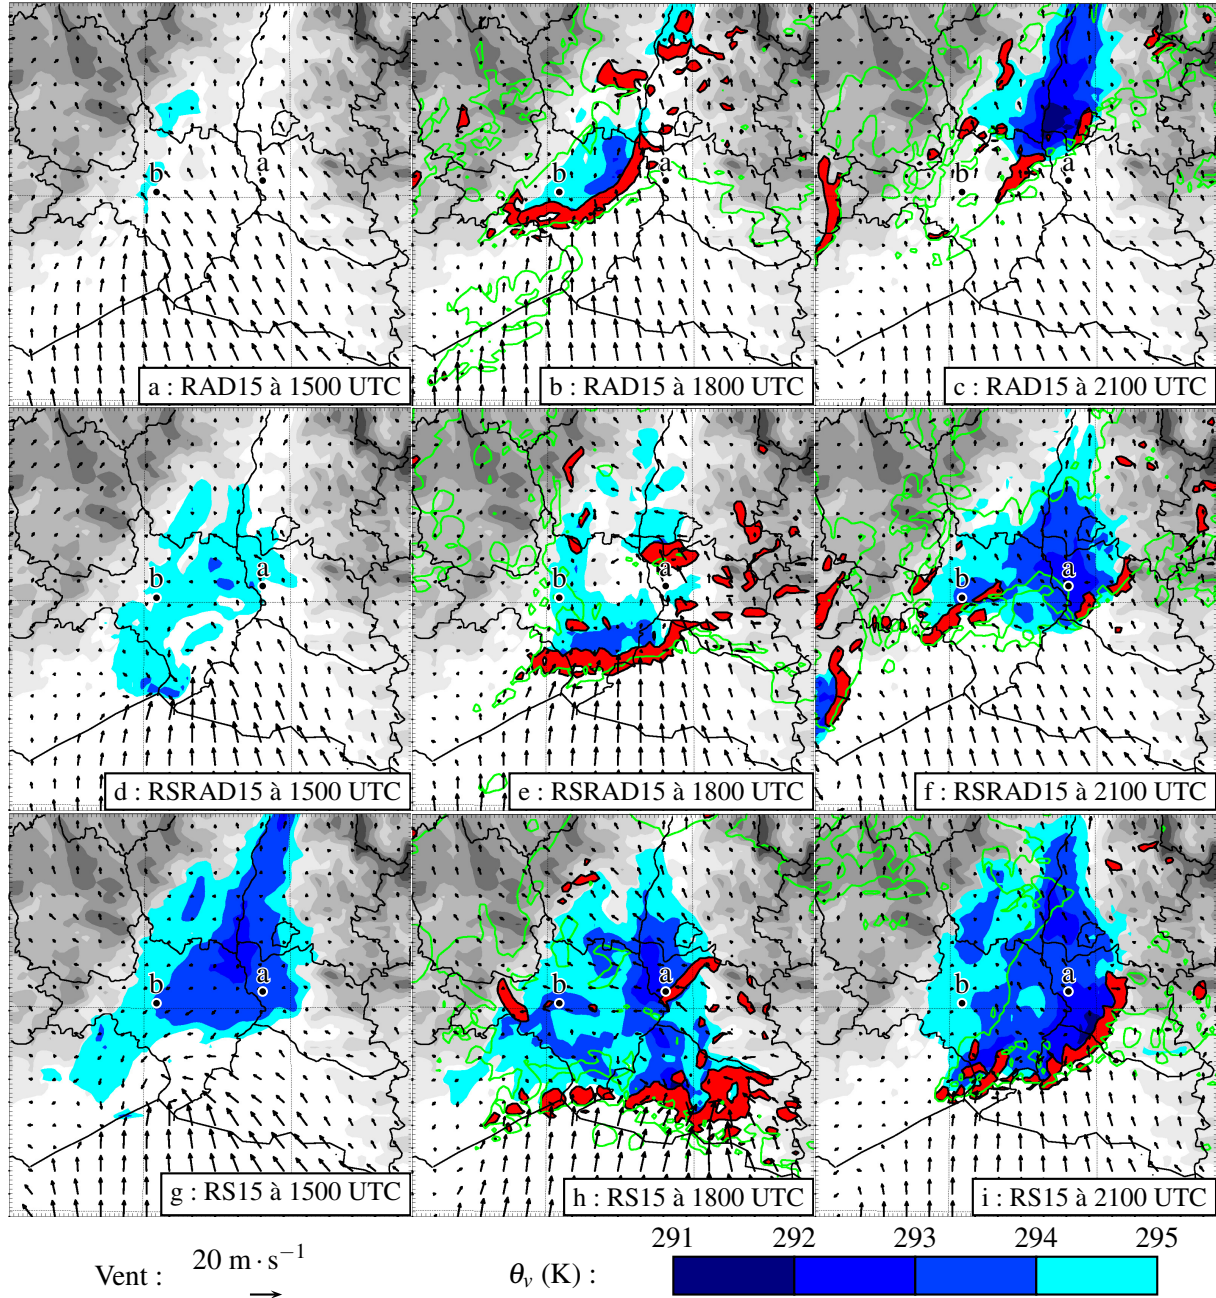 b a
a : RAD15 à 1500 UTC
b a
b : RAD15 à 1800 UTC
b a
c : RAD15 à 2100 UTC
b a
d : RSRAD15 à 1500 UTC
b a
e : RSRAD15 à 1800 UTC
b a
f : RSRAD15 à 2100 UTC
b a
g : RS15 à 1500 UTC
b a
h : RS15 à 1800 UTC
b a
i : RS15 à 2100 UTC
Vent : 20 m·s⁻¹
θᵥ (K) :
291 292 293 294 295